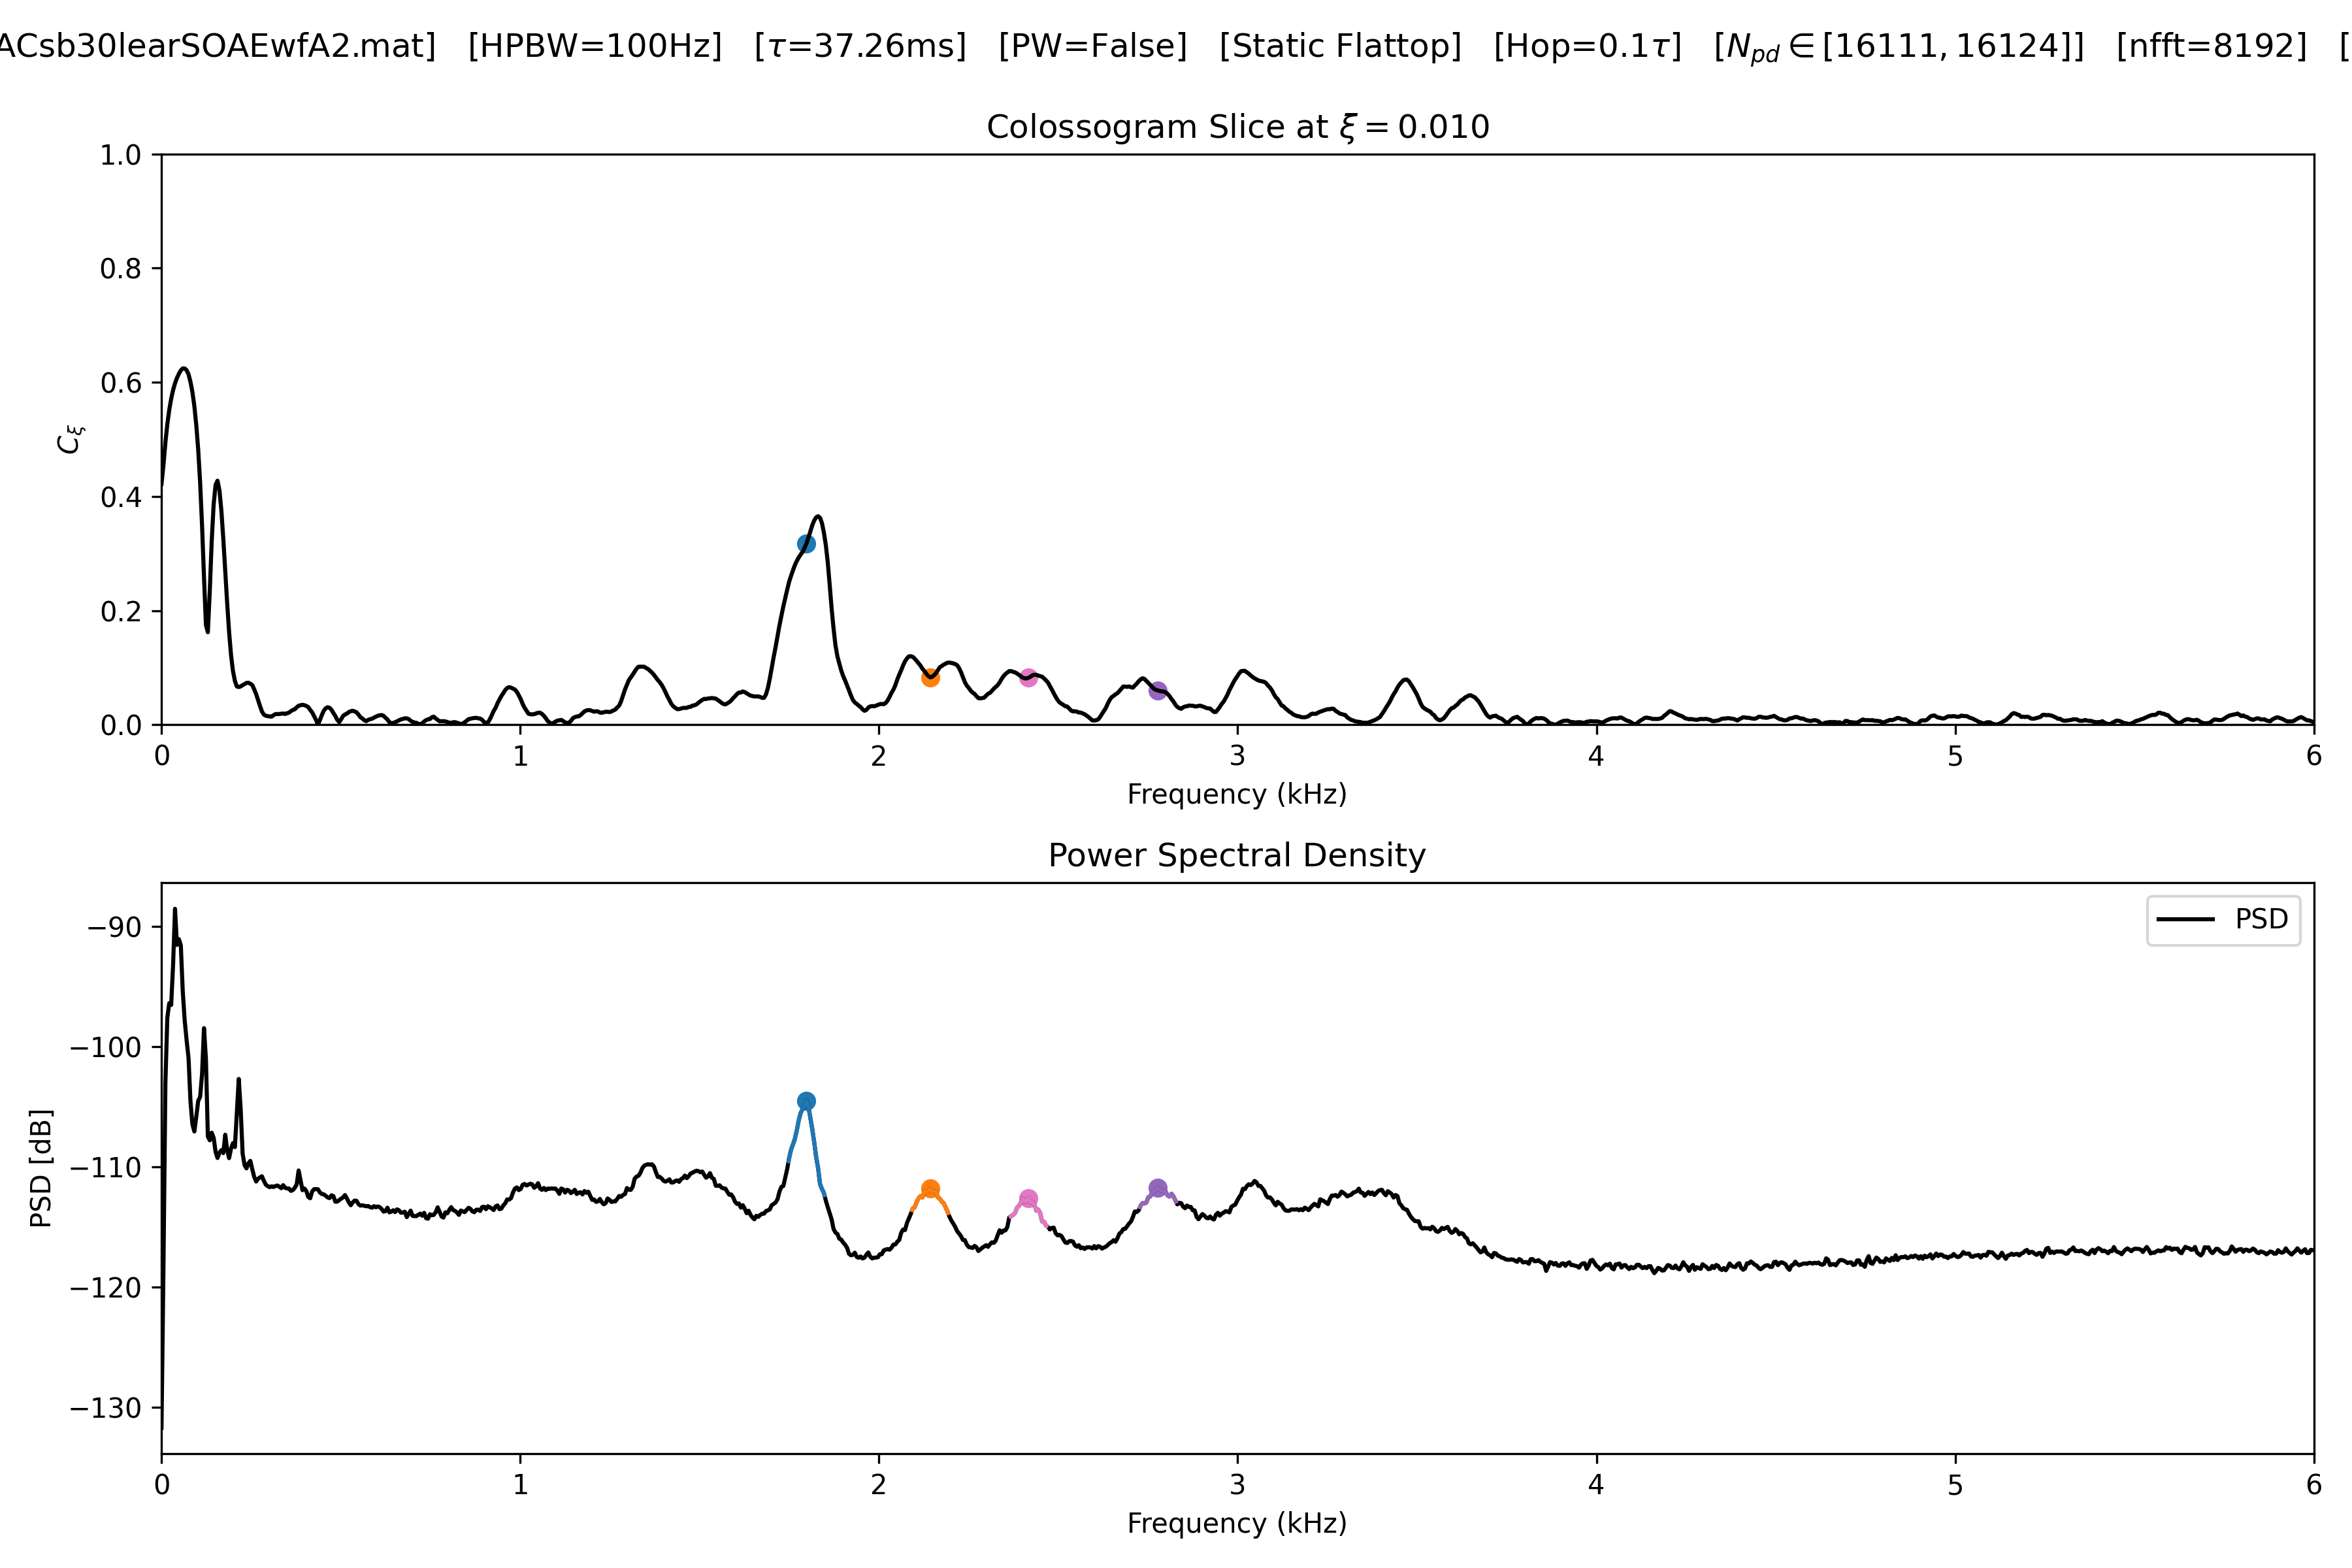 ACsb30learSOAEwfA2.mat] [HPBW=100Hz] [τ=37.26ms] [PW=False] [Static Flattop] [Hop=0.1τ] [N_pd ∈ [16111, 16124]] [nfft=8192] [
Colossogram Slice at ξ = 0.010
1.0
0.8
0.6
0.4
0.2
0.0
C_ξ
0 1 2 3 4 5 6
Frequency (kHz)
Power Spectral Density
PSD
−90
−100
−110
−120
−130
PSD [dB]
0 1 2 3 4 5 6
Frequency (kHz)